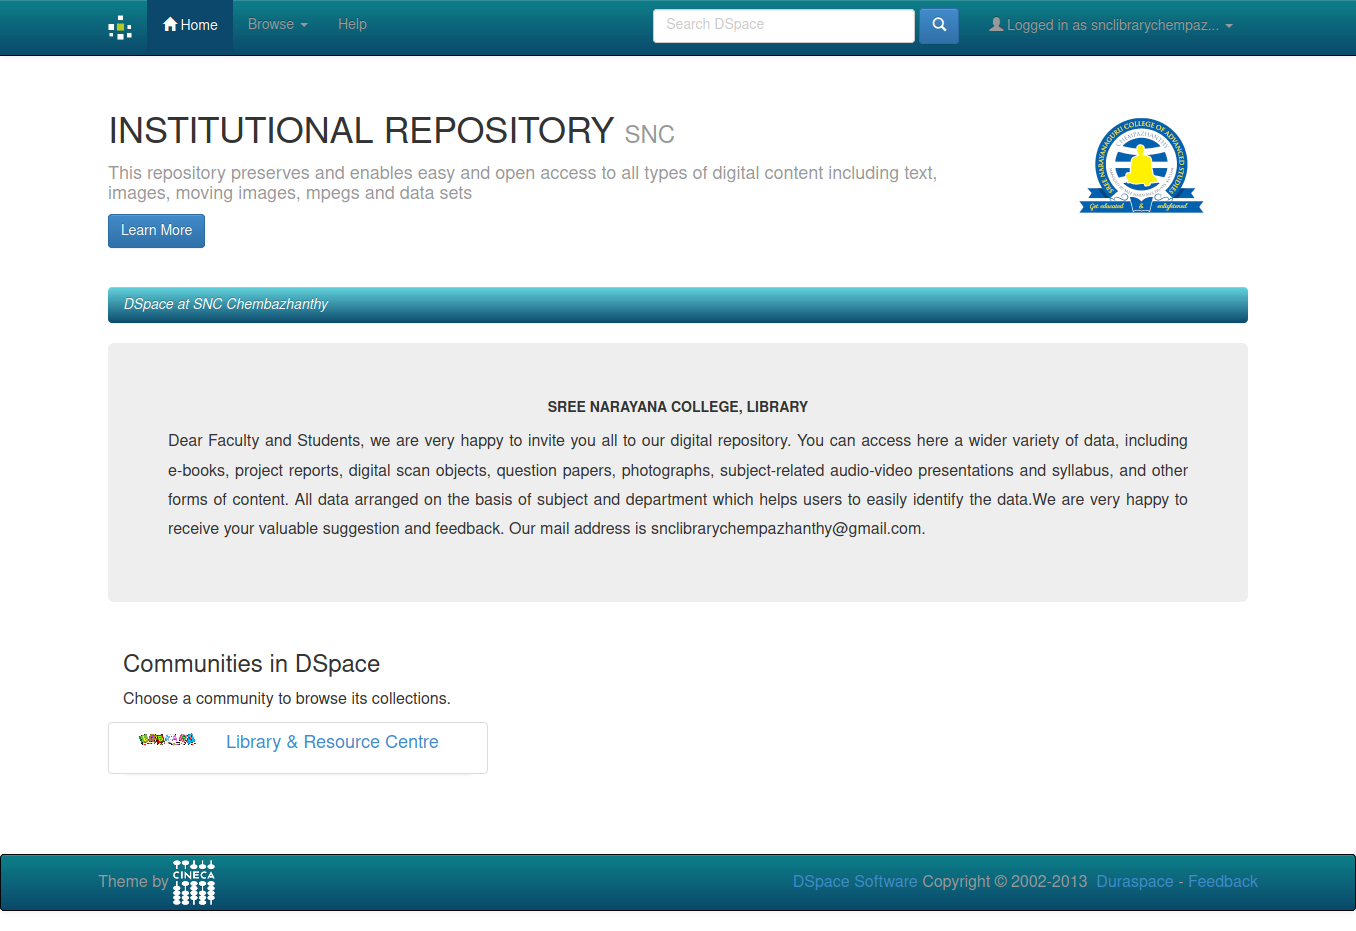 Home Browse Help Search DSpace Logged in as snclibrarychempaz...
INSTITUTIONAL REPOSITORY SNC
This repository preserves and enables easy and open access to all types of digital content including text,
images, moving images, mpegs and data sets
Learn More
SREE NARAYANAGURU COLLEGE OF ADVANCED STUDIES
CHEMPAZHANTHY
Get educated & enlightened
DSpace at SNC Chembazhanthy
SREE NARAYANA COLLEGE, LIBRARY
Dear Faculty and Students, we are very happy to invite you all to our digital repository. You can access here a wider variety of data, including
e-books, project reports, digital scan objects, question papers, photographs, subject-related audio-video presentations and syllabus, and other
forms of content. All data arranged on the basis of subject and department which helps users to easily identify the data.We are very happy to
receive your valuable suggestion and feedback. Our mail address is snclibrarychempazhanthy@gmail.com.
Communities in DSpace
Choose a community to browse its collections.
Library & Resource Centre
Theme by CINECA
DSpace Software Copyright © 2002-2013 Duraspace - Feedback